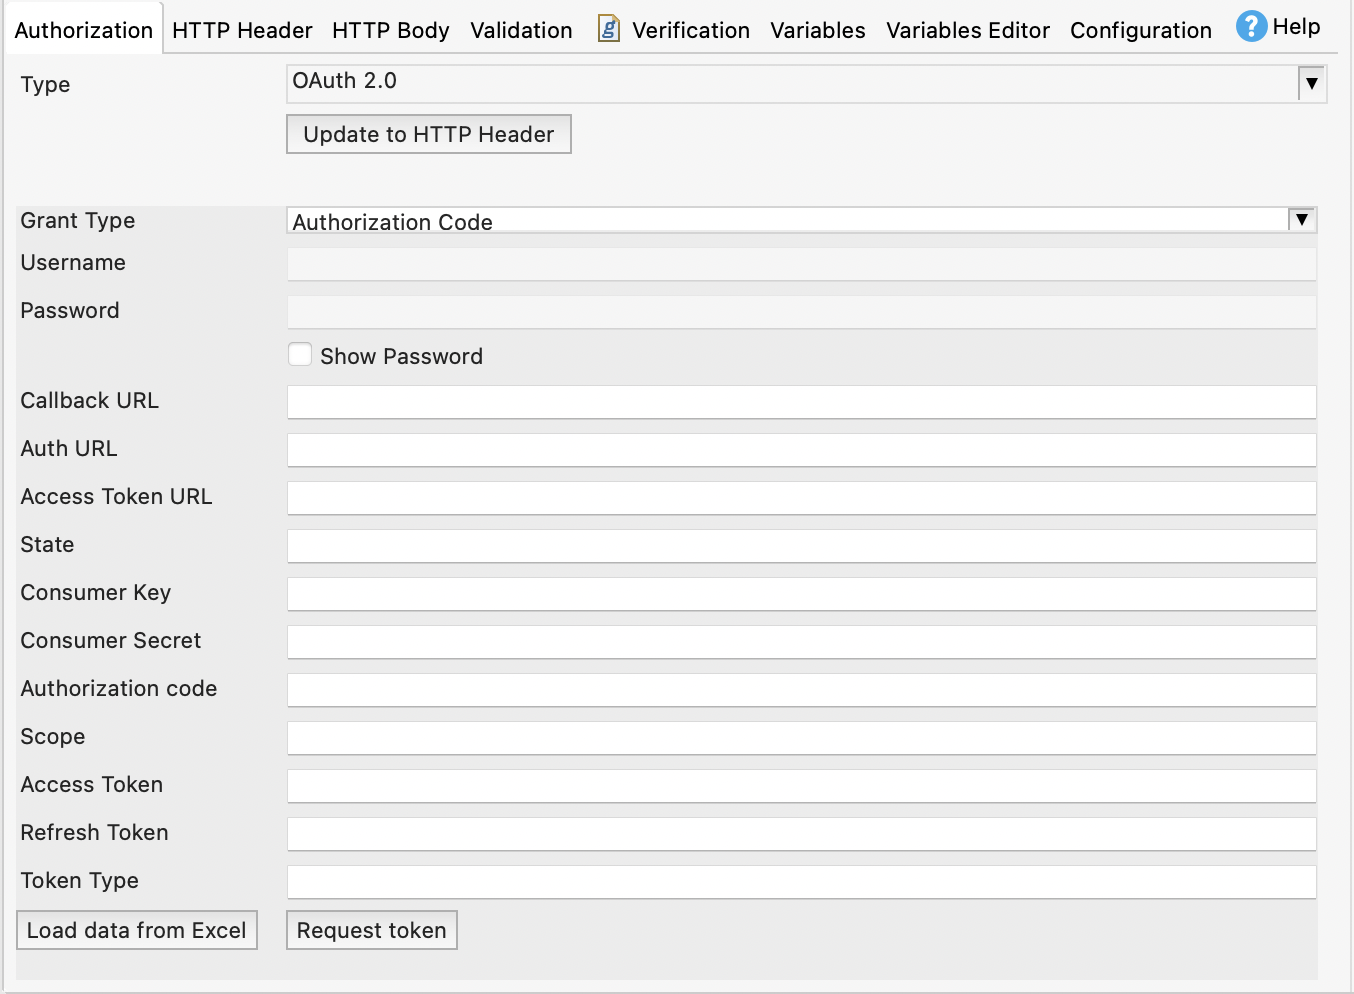 Authorization HTTP Header HTTP Body Validation Verification Variables Variables Editor Configuration Help
Type OAuth 2.0
Update to HTTP Header
Grant Type Authorization Code
Username
Password
Show Password
Callback URL
Auth URL
Access Token URL
State
Consumer Key
Consumer Secret
Authorization code
Scope
Access Token
Refresh Token
Token Type
Load data from Excel Request token